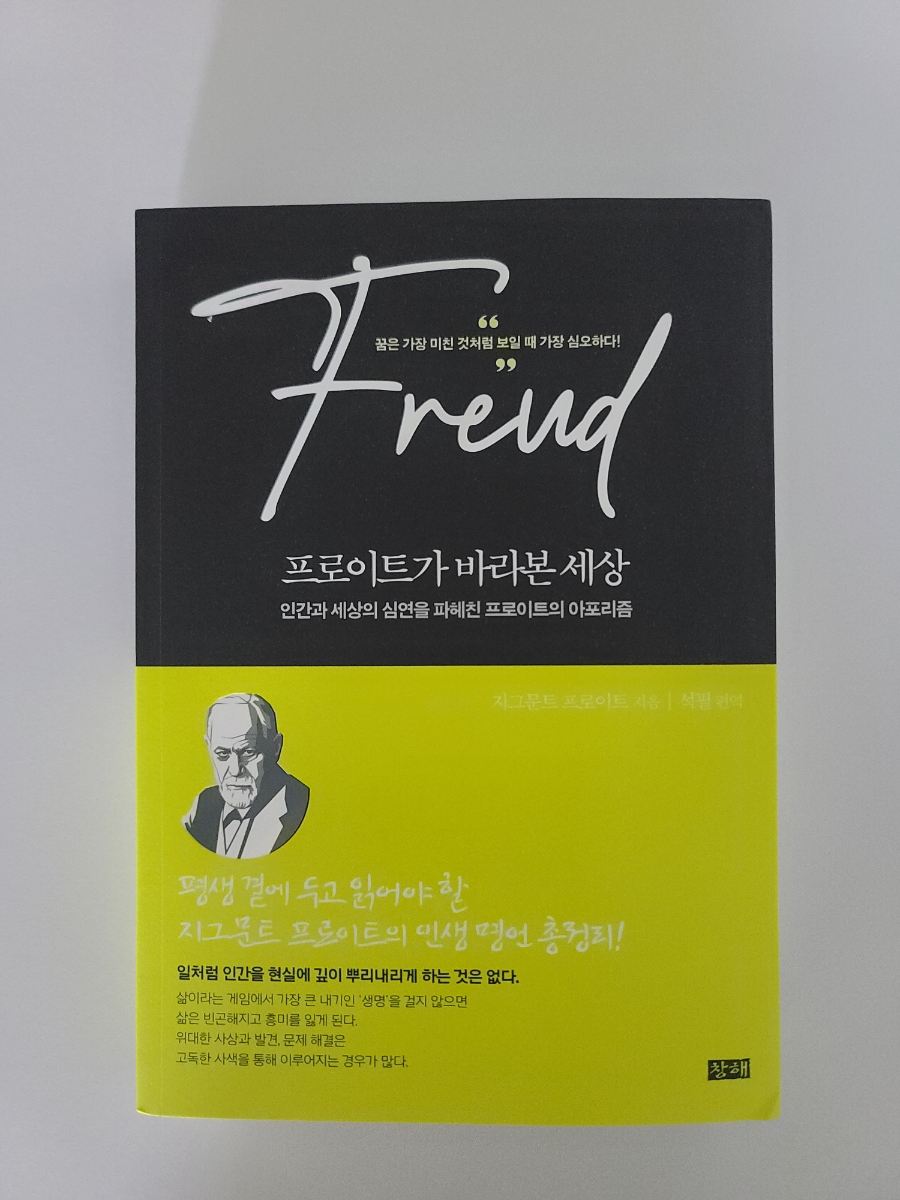 Freud
“
꿈은 가장 미친 것처럼 보일 때 가장 심오하다!
”
프로이트가 바라본 세상
인간과 세상의 심연을 파헤친 프로이트의 아포리즘
지그문트 프로이트 지음 | 석필 편역
평생 곁에 두고 읽어야 할
지그문트 프로이트의 인생 명언 총정리!
일처럼 인간을 현실에 깊이 뿌리내리게 하는 것은 없다.
삶이라는 게임에서 가장 큰 내기인 '생명'을 걸지 않으면
삶은 빈곤해지고 흥미를 잃게 된다.
위대한 사상과 발견, 문제 해결은
고독한 사색을 통해 이루어지는 경우가 많다.
창해